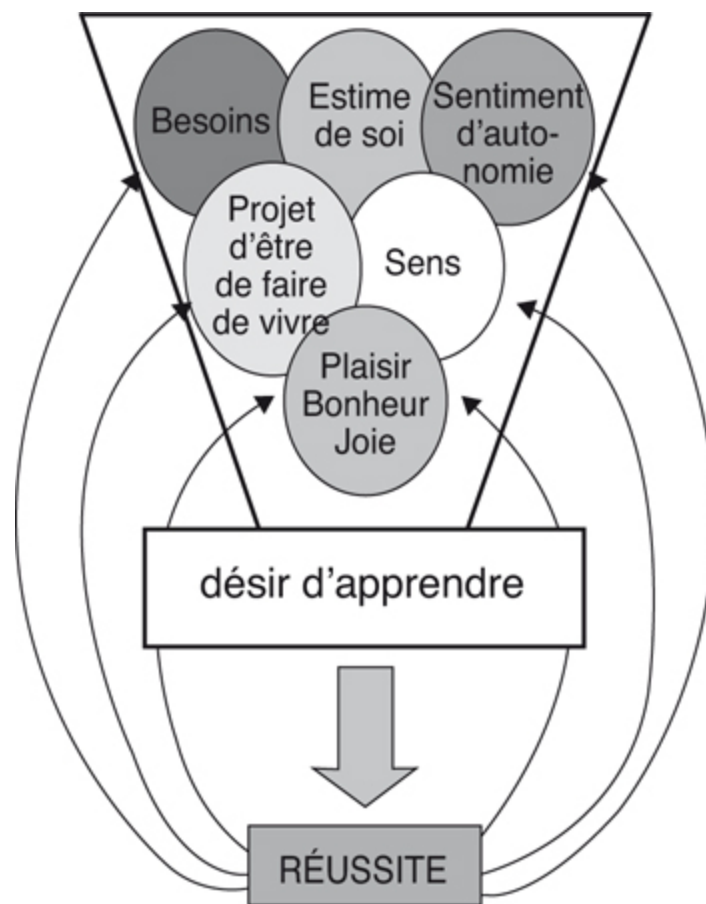 Besoins
Estime
de soi
Sentiment
d'auto-
nomie
Projet
d'être
de faire
de vivre
Sens
Plaisir
Bonheur
Joie
désir d'apprendre
RÉUSSITE